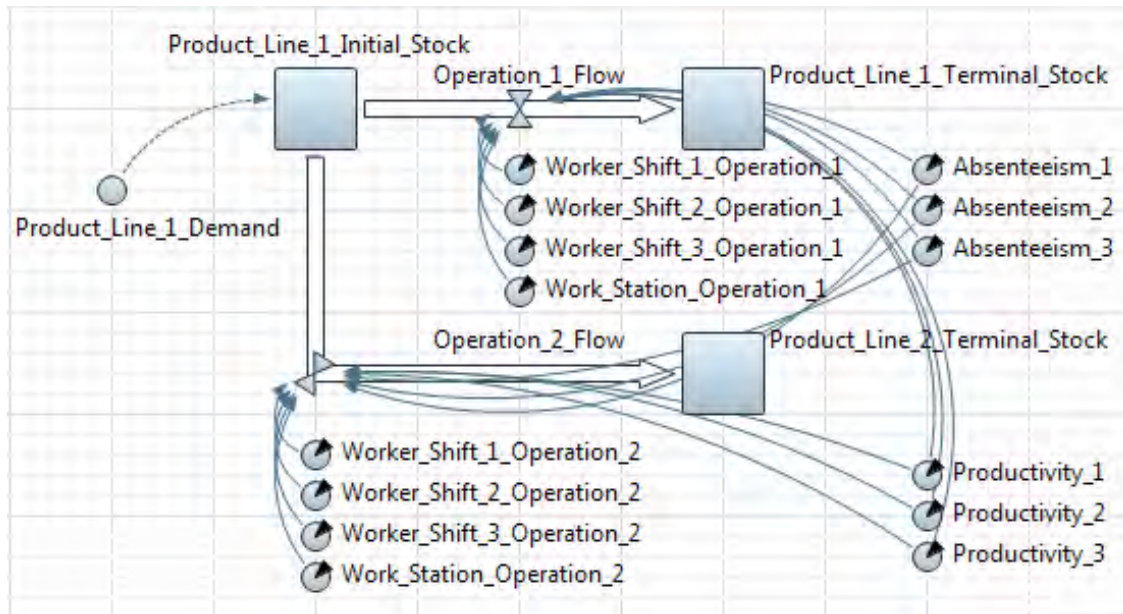 Product_Line_1_Initial_Stock
Operation_1_Flow
Product_Line_1_Terminal_Stock
Worker_Shift_1_Operation_1
Absenteeism_1
Worker_Shift_2_Operation_1
Absenteeism_2
Product_Line_1_Demand
Worker_Shift_3_Operation_1
Absenteeism_3
Work_Station_Operation_1
Operation_2_Flow
Product_Line_2_Terminal_Stock
Worker_Shift_1_Operation_2
Productivity_1
Worker_Shift_2_Operation_2
Productivity_2
Worker_Shift_3_Operation_2
Productivity_3
Work_Station_Operation_2